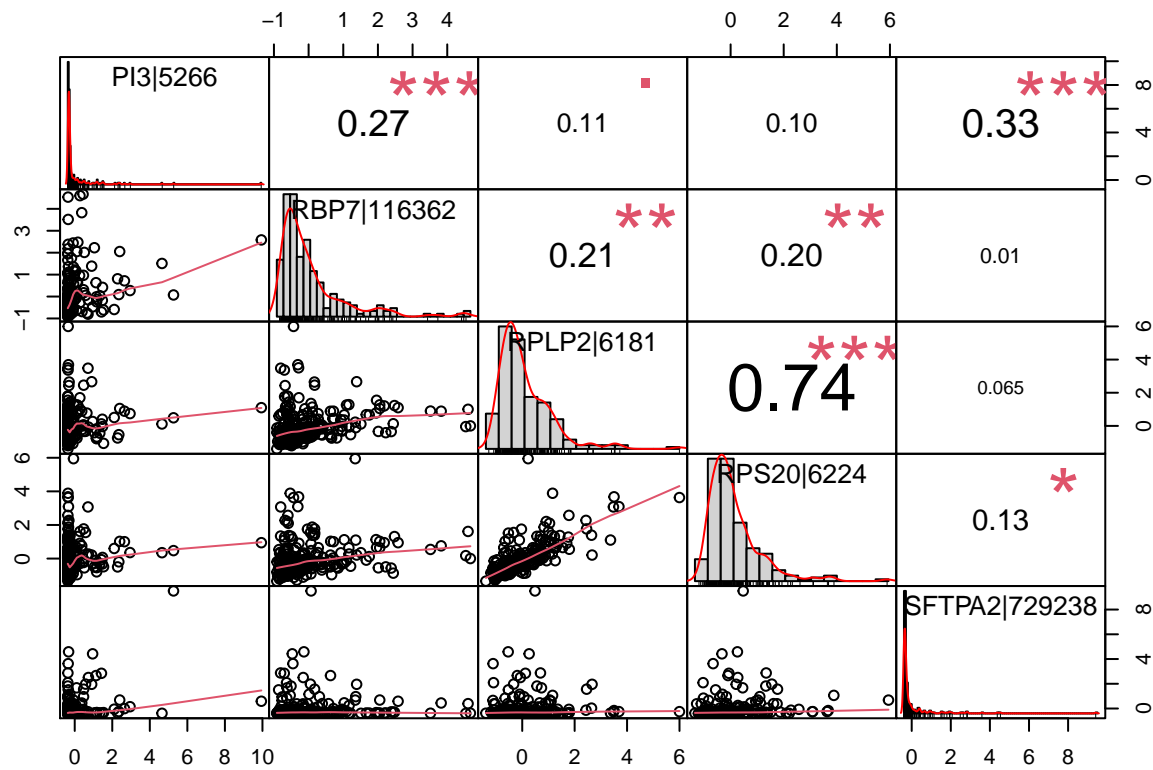 −1 1 2 3 4 0 2 4 6
PI3|5266 0.27 *** 0.11 0.10 0.33 *** 0 4 8
−1 1 3 RBP7|116362 0.21 ** 0.20 ** 0.01
RPLP2|6181 0.74 *** 0.065 0 2 4 6
0 2 4 6 RPS20|6224 0.13 *
SFTPA2|729238 0 4 8
0 2 4 6 8 10 0 2 4 6 0 2 4 6 8